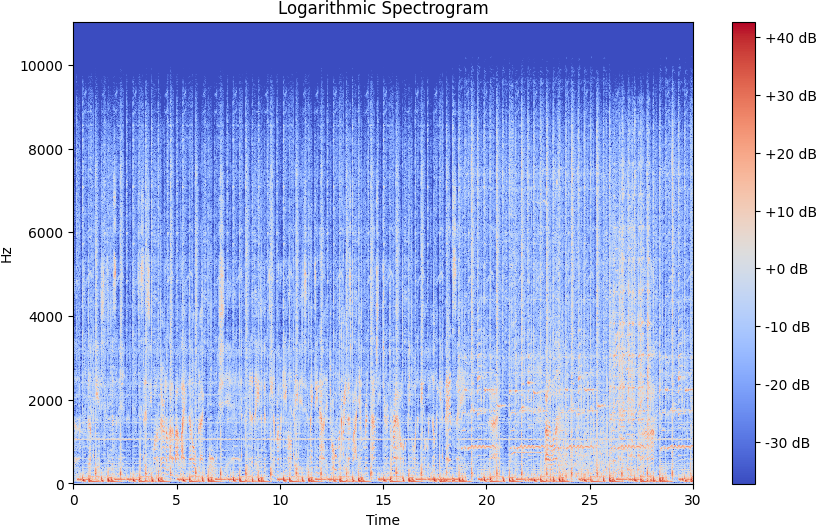 Logarithmic Spectrogram
Hz
10000
8000
6000
4000
2000
0
0 5 10 15 20 25 30
Time
+40 dB
+30 dB
+20 dB
+10 dB
+0 dB
-10 dB
-20 dB
-30 dB